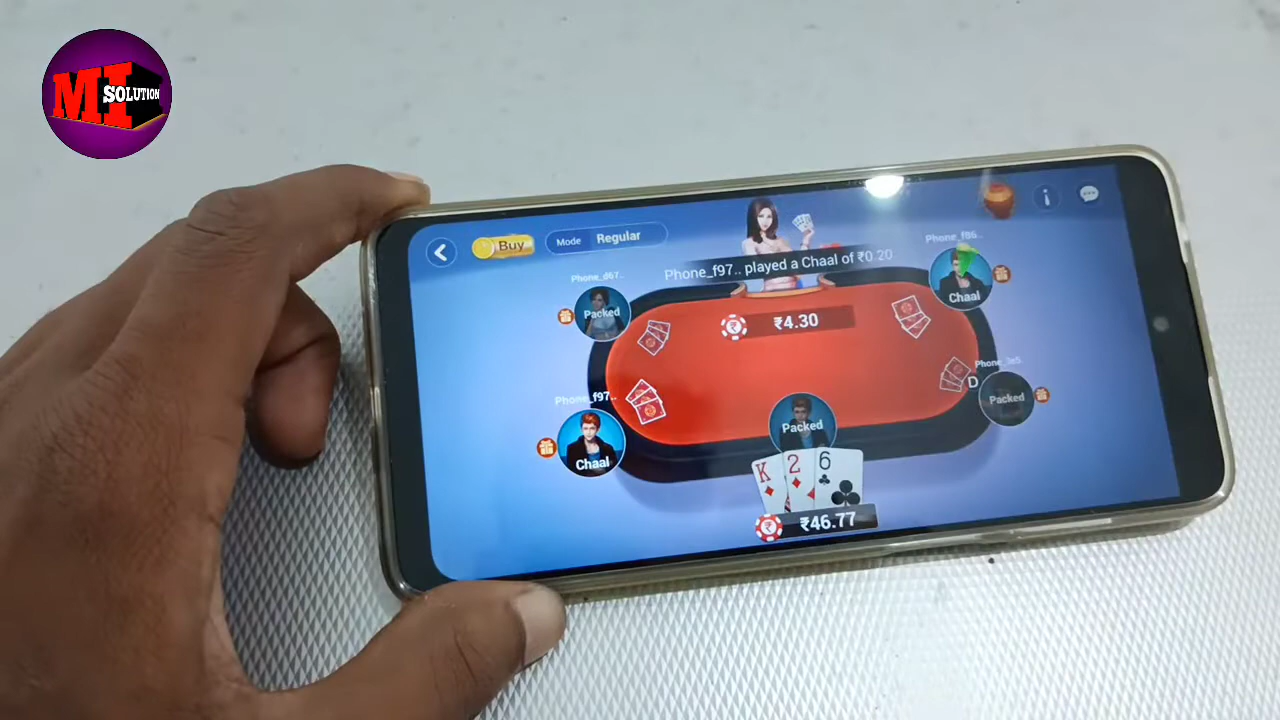 MI SOLUTION
Buy
Mode Regular
Phone_f97.. played a Chaal of ₹0.20
Phone_f86..
Chaal
Phone_d67..
Packed
₹4.30
Phone_f97..
Chaal
D
Packed
Packed
K 2 6
₹46.77